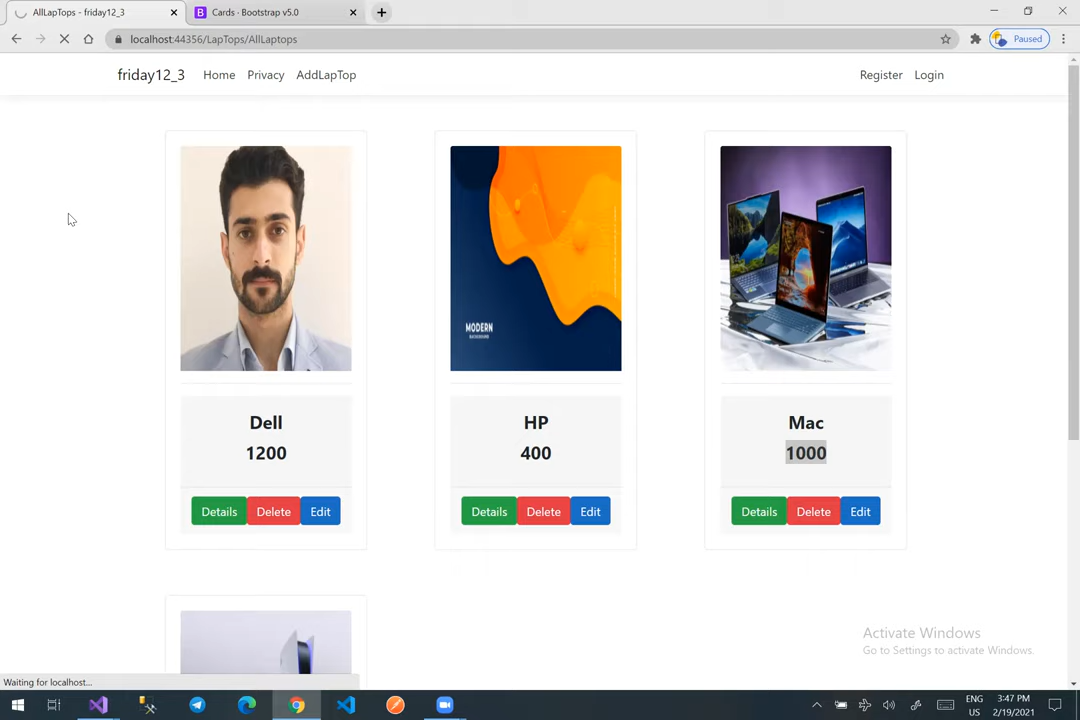 AllLapTops - friday12_3
B Cards · Bootstrap v5.0
localhost:44356/LapTops/AllLaptops
Paused
friday12_3 Home Privacy AddLapTop Register Login
MODERN
BACKGROUND
Dell
1200
Details Delete Edit
HP
400
Details Delete Edit
Mac
1000
Details Delete Edit
Activate Windows
Go to Settings to activate Windows.
Waiting for localhost...
ENG
US
3:47 PM
2/19/2021